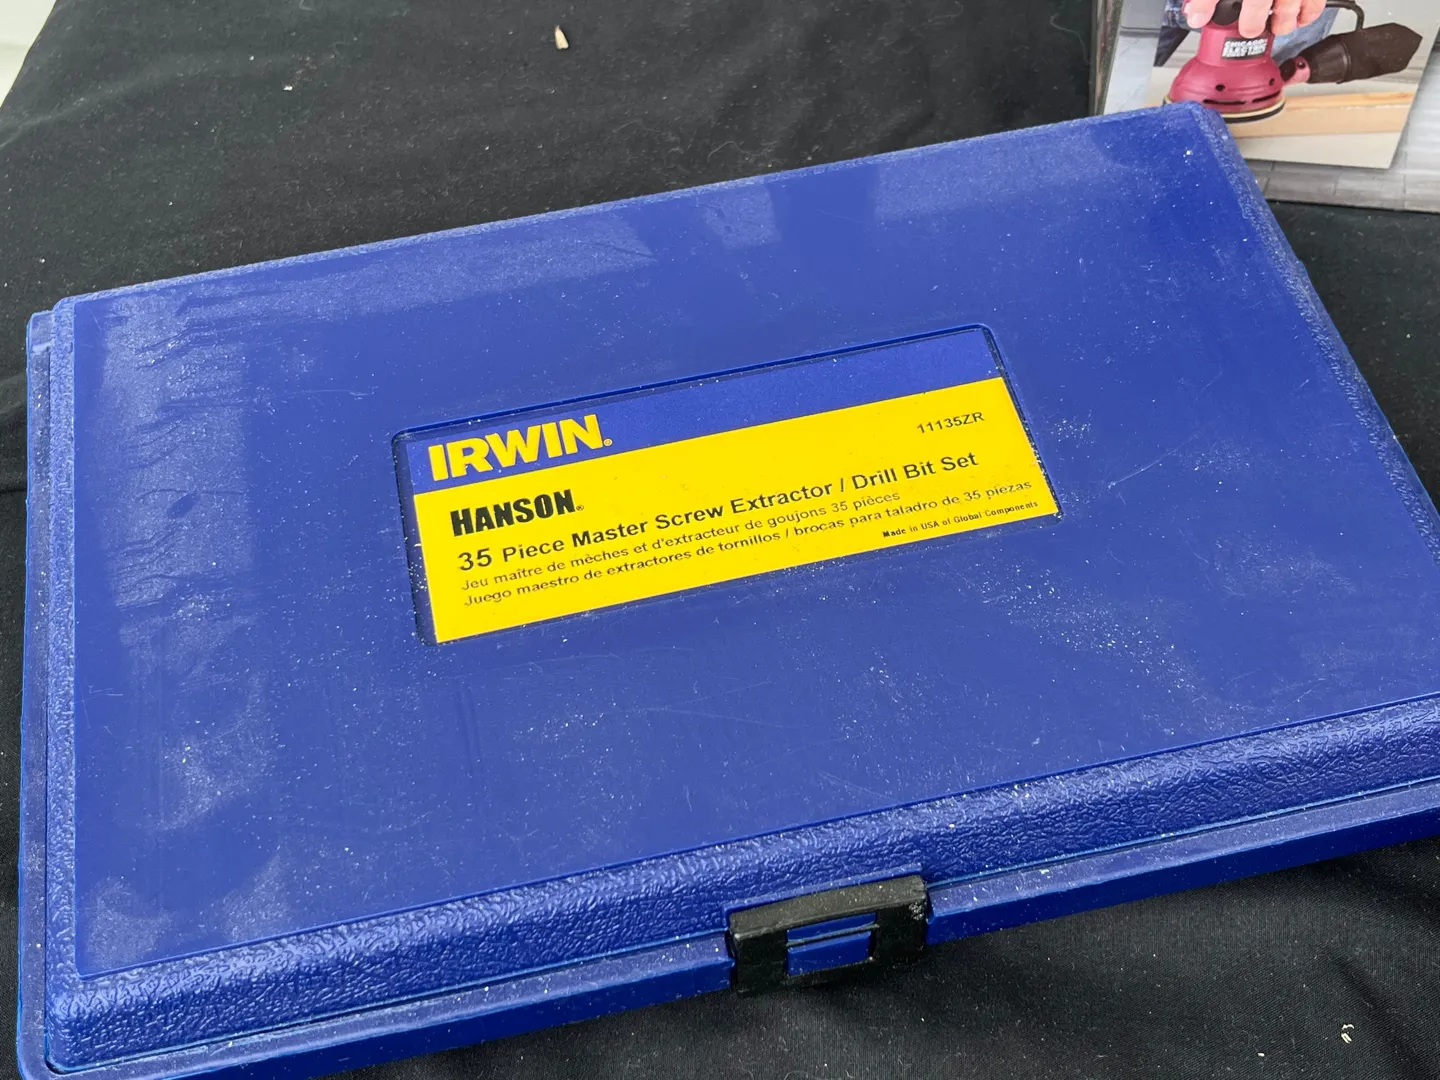 CHICAGO
ELECTRIC
IRWIN®
11135ZR
HANSON®
35 Piece Master Screw Extractor / Drill Bit Set
Jeu maître de mèches et d'extracteur de goujons 35 pièces
Juego maestro de extractores de tornillos / brocas para taladro de 35 piezas
Made in USA of Global Components